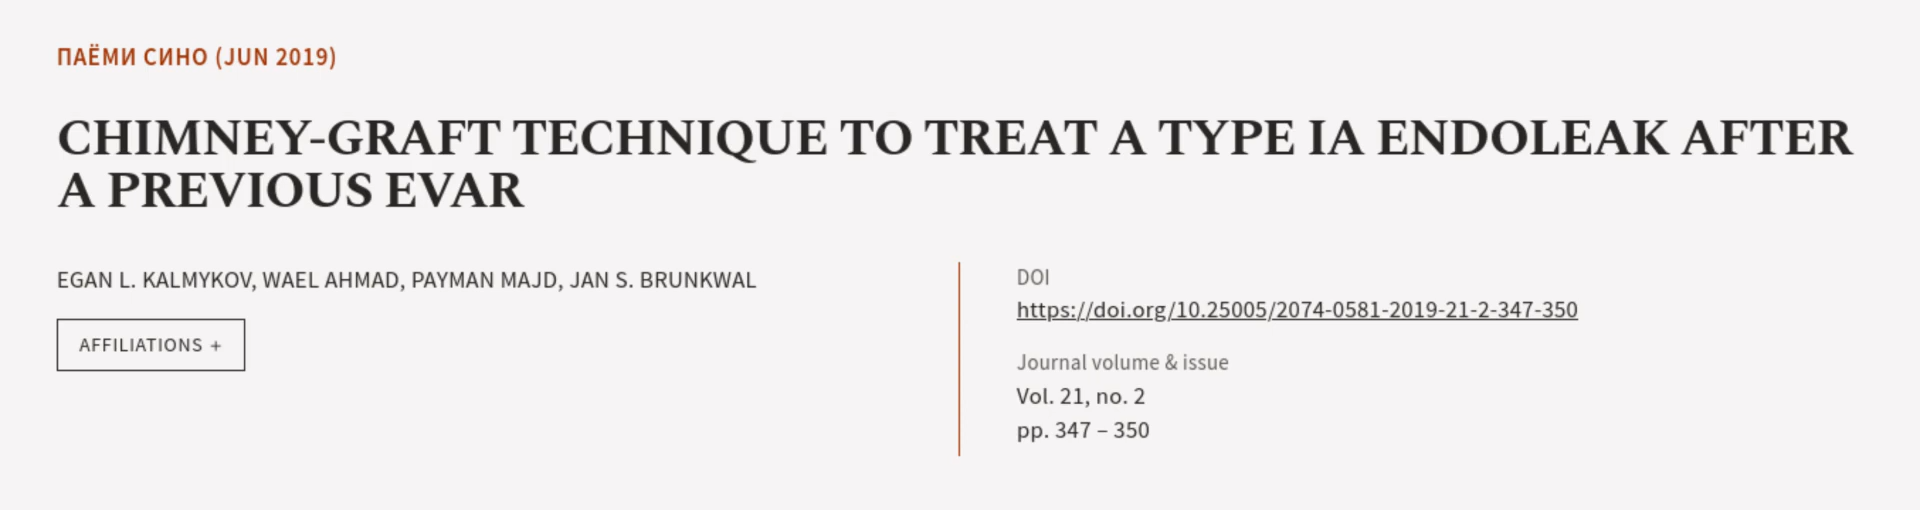 ПАЁМИ СИНО (JUN 2019)
CHIMNEY-GRAFT TECHNIQUE TO TREAT A TYPE IA ENDOLEAK AFTER
A PREVIOUS EVAR
EGAN L. KALMYKOV, WAEL AHMAD, PAYMAN MAJD, JAN S. BRUNKWAL
AFFILIATIONS +
DOI
https://doi.org/10.25005/2074-0581-2019-21-2-347-350
Journal volume & issue
Vol. 21, no. 2
pp. 347 – 350